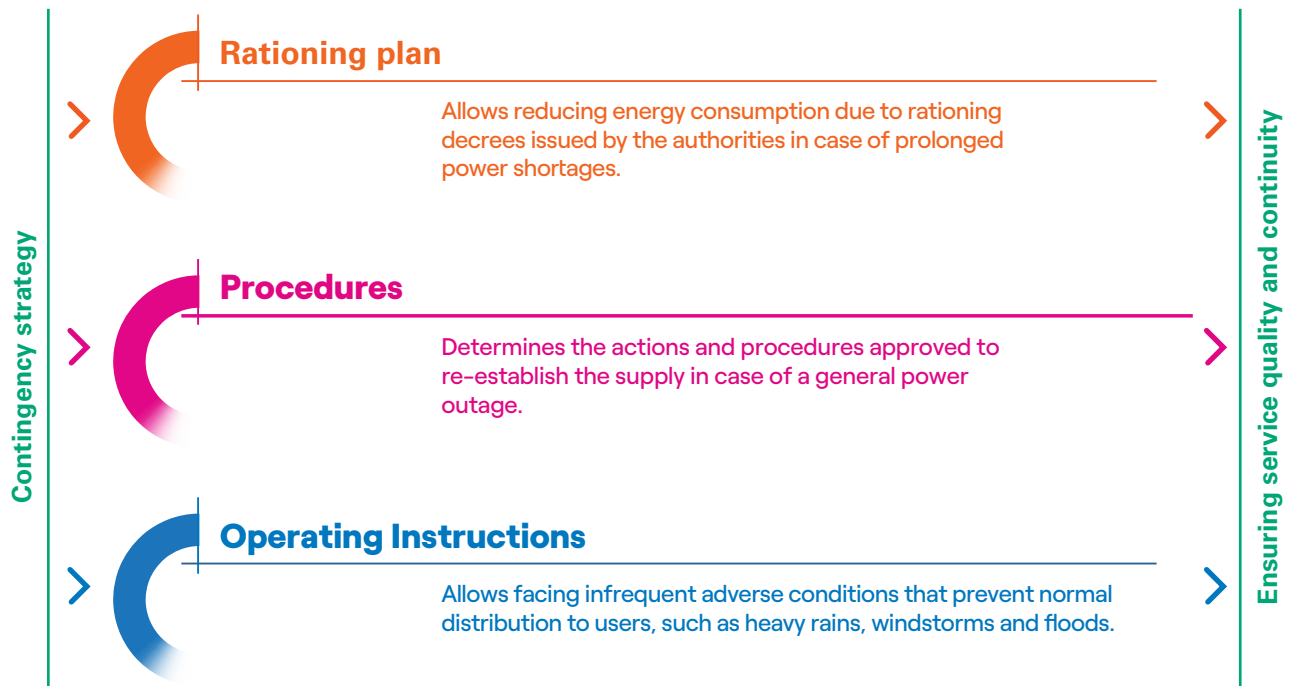 Contingency strategy
Rationing plan
Allows reducing energy consumption due to rationing
decrees issued by the authorities in case of prolonged
power shortages.
Procedures
Determines the actions and procedures approved to
re-establish the supply in case of a general power
outage.
Operating Instructions
Allows facing infrequent adverse conditions that prevent normal
distribution to users, such as heavy rains, windstorms and floods.
Ensuring service quality and continuity